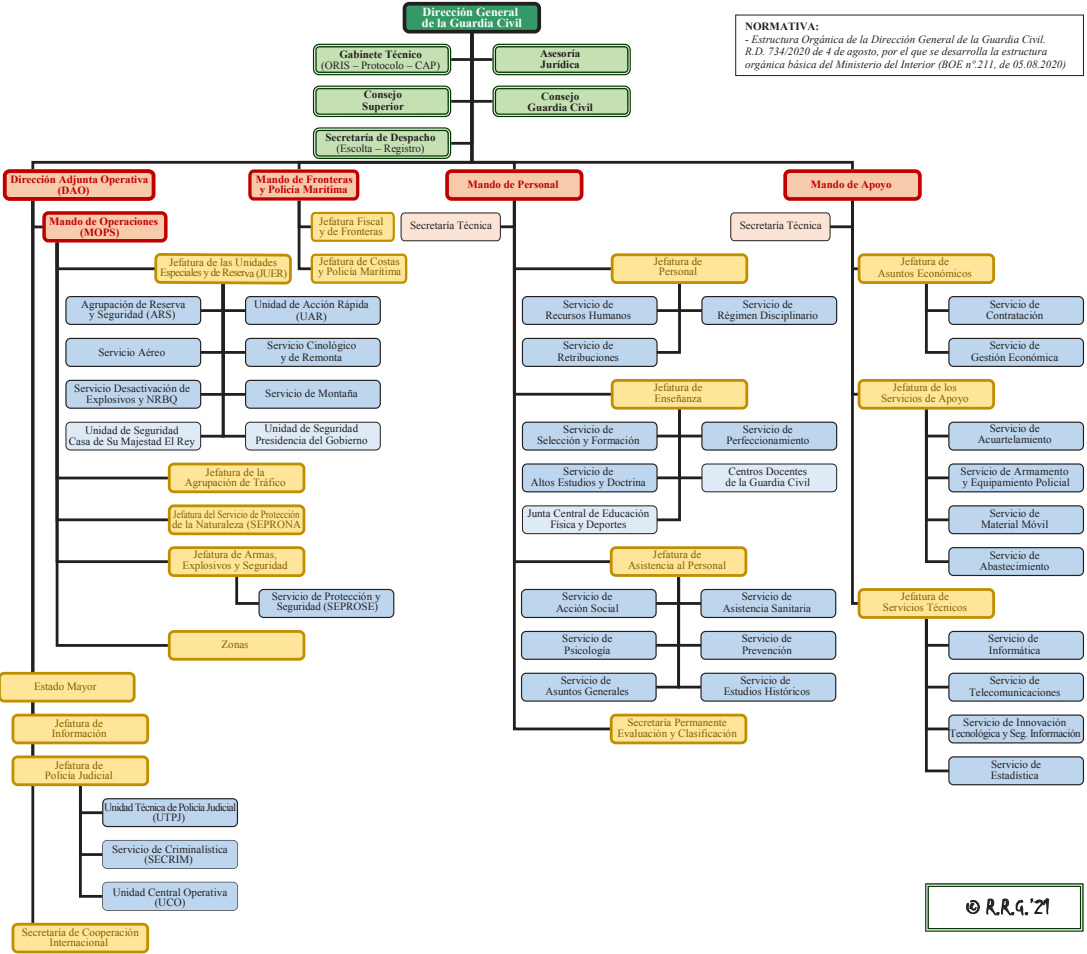 Dirección General
de la Guardia Civil
NORMATIVA:
- Estructura Orgánica de la Dirección General de la Guardia Civil.
R.D. 734/2020 de 4 de agosto, por el que se desarrolla la estructura
orgánica básica del Ministerio del Interior (BOE nº.211, de 05.08.2020)
Gabinete Técnico
(ORIS – Protocolo – CAP)
Asesoría
Jurídica
Consejo
Superior
Consejo
Guardia Civil
Secretaría de Despacho
(Escolta – Registro)
Dirección Adjunta Operativa
(DAO)
Mando de Operaciones
(MOPS)
Jefatura de las Unidades
Especiales y de Reserva (JUER)
Agrupación de Reserva
y Seguridad (ARS)
Unidad de Acción Rápida
(UAR)
Servicio Aéreo
Servicio Cinológico
y de Remonta
Servicio Desactivación de
Explosivos y NRBQ
Servicio de Montaña
Unidad de Seguridad
Casa de Su Majestad El Rey
Unidad de Seguridad
Presidencia del Gobierno
Jefatura de la
Agrupación de Tráfico
Jefatura del Servicio de Protección
de la Naturaleza (SEPRONA
Jefatura de Armas,
Explosivos y Seguridad
Servicio de Protección y
Seguridad (SEPROSE)
Zonas
Estado Mayor
Jefatura de
Información
Jefatura de
Policía Judicial
Unidad Técnica de Policía Judicial
(UTPJ)
Servicio de Criminalística
(SECRIM)
Unidad Central Operativa
(UCO)
Secretaría de Cooperación
Internacional
Mando de Fronteras
y Policía Marítima
Jefatura Fiscal
y de Fronteras
Jefatura de Costas
y Policía Marítima
Mando de Personal
Secretaría Técnica
Jefatura de
Personal
Servicio de
Recursos Humanos
Servicio de
Régimen Disciplinario
Servicio de
Retribuciones
Jefatura de
Enseñanza
Servicio de
Selección y Formación
Servicio de
Perfeccionamiento
Servicio de
Altos Estudios y Doctrina
Centros Docentes
de la Guardia Civil
Junta Central de Educación
Física y Deportes
Jefatura de
Asistencia al Personal
Servicio de
Acción Social
Servicio de
Asistencia Sanitaria
Servicio de
Psicología
Servicio de
Prevención
Servicio de
Asuntos Generales
Servicio de
Estudios Históricos
Secretaría Permanente
Evaluación y Clasificación
Mando de Apoyo
Secretaría Técnica
Jefatura de
Asuntos Económicos
Servicio de
Contratación
Servicio de
Gestión Económica
Jefatura de los
Servicios de Apoyo
Servicio de
Acuartelamiento
Servicio de Armamento
y Equipamiento Policial
Servicio de
Material Móvil
Servicio de
Abastecimiento
Jefatura de
Servicios Técnicos
Servicio de
Informática
Servicio de
Telecomunicaciones
Servicio de Innovación
Tecnológica y Seg. Información
Servicio de
Estadística
© R.R.G.'21